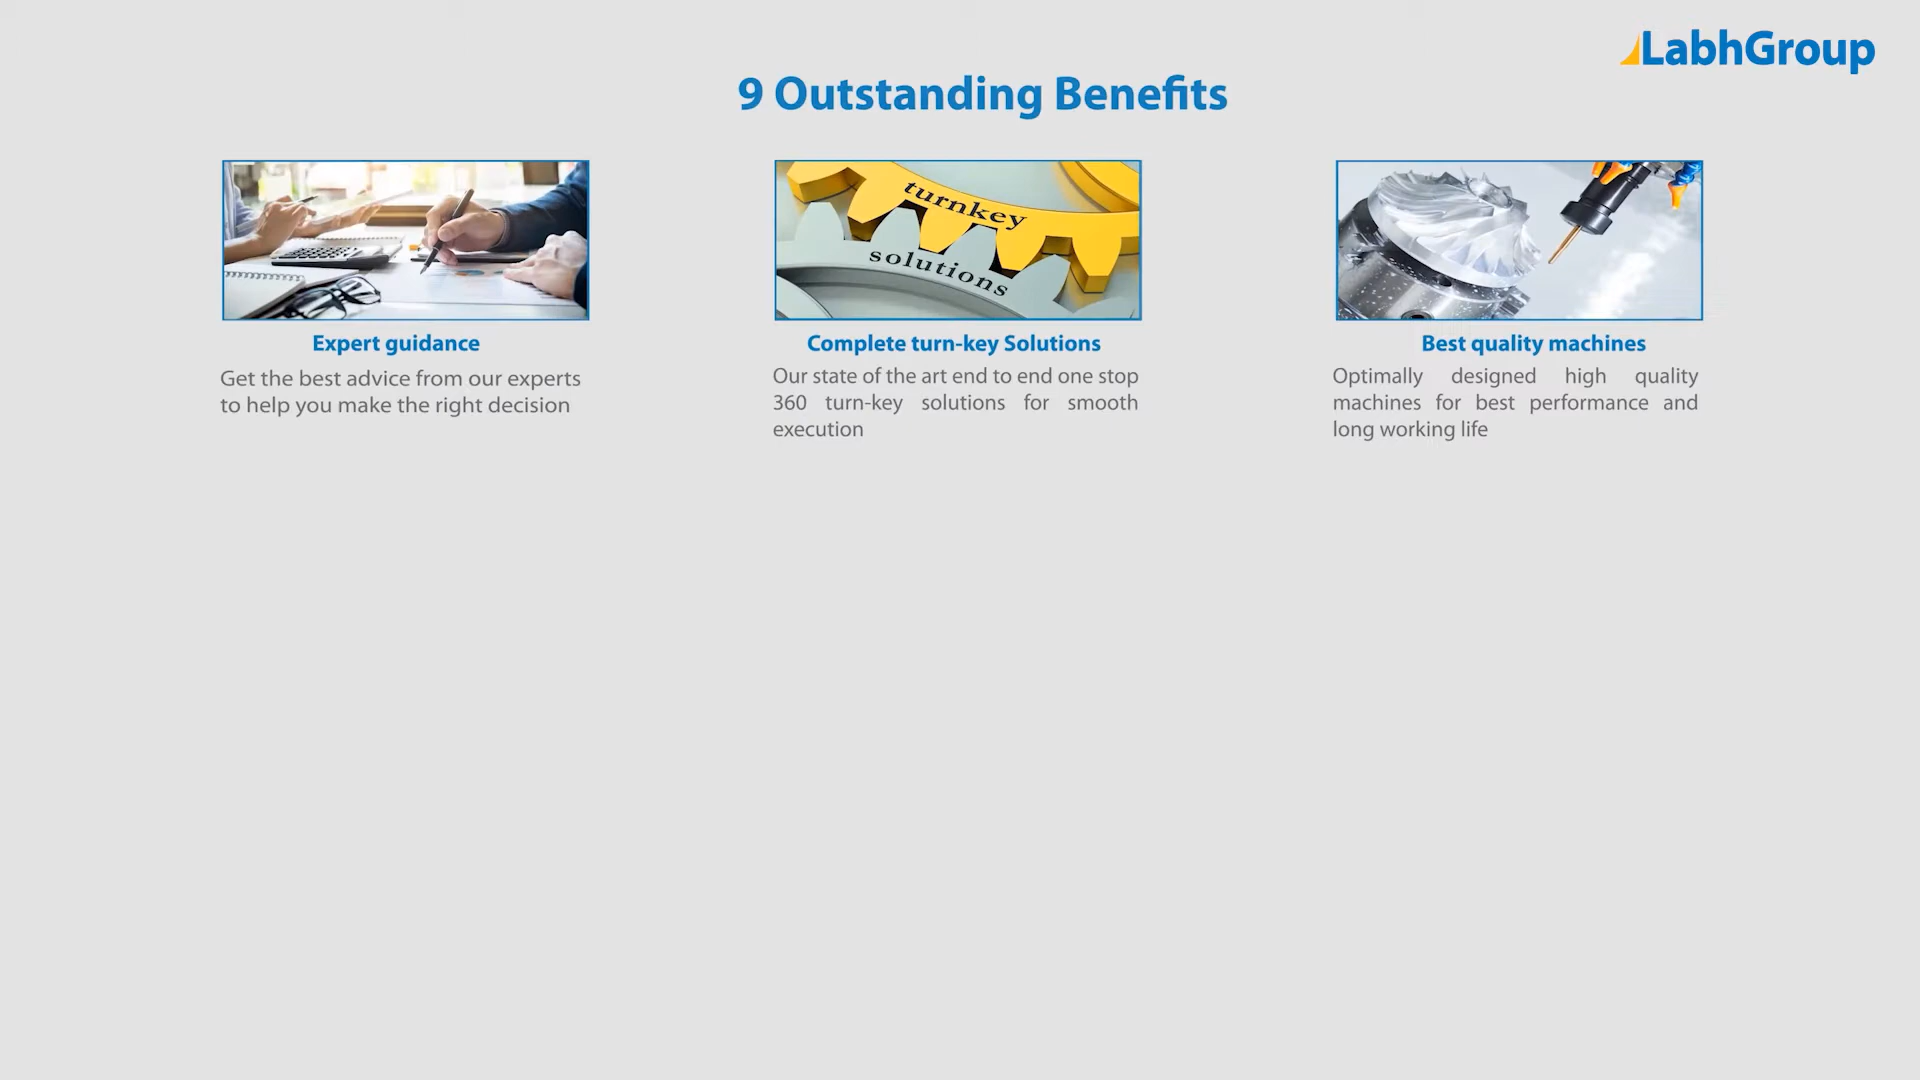 LabhGroup
9 Outstanding Benefits
turnkey
solutions
Expert guidance
Get the best advice from our experts
to help you make the right decision
Complete turn-key Solutions
Our state of the art end to end one stop
360 turn-key solutions for smooth
execution
Best quality machines
Optimally designed high quality
machines for best performance and
long working life